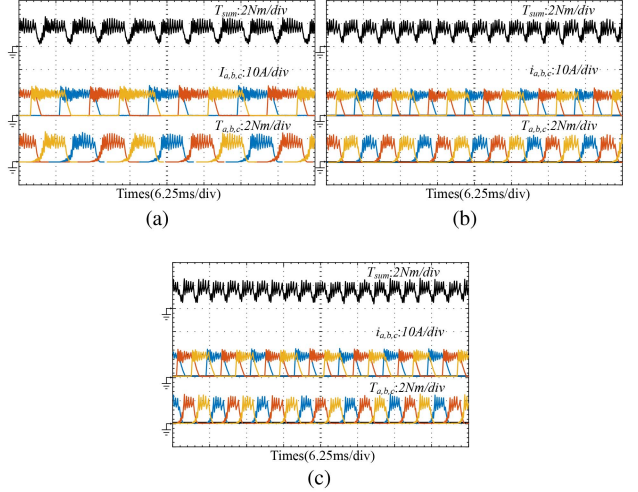 T_sum:2Nm/div
I_a,b,c:10A/div
T_a,b,c:2Nm/div
Times(6.25ms/div)
(a)
T_sum:2Nm/div
i_a,b,c:10A/div
T_a,b,c:2Nm/div
Times(6.25ms/div)
(b)
T_sum:2Nm/div
i_a,b,c:10A/div
T_a,b,c:2Nm/div
Times(6.25ms/div)
(c)